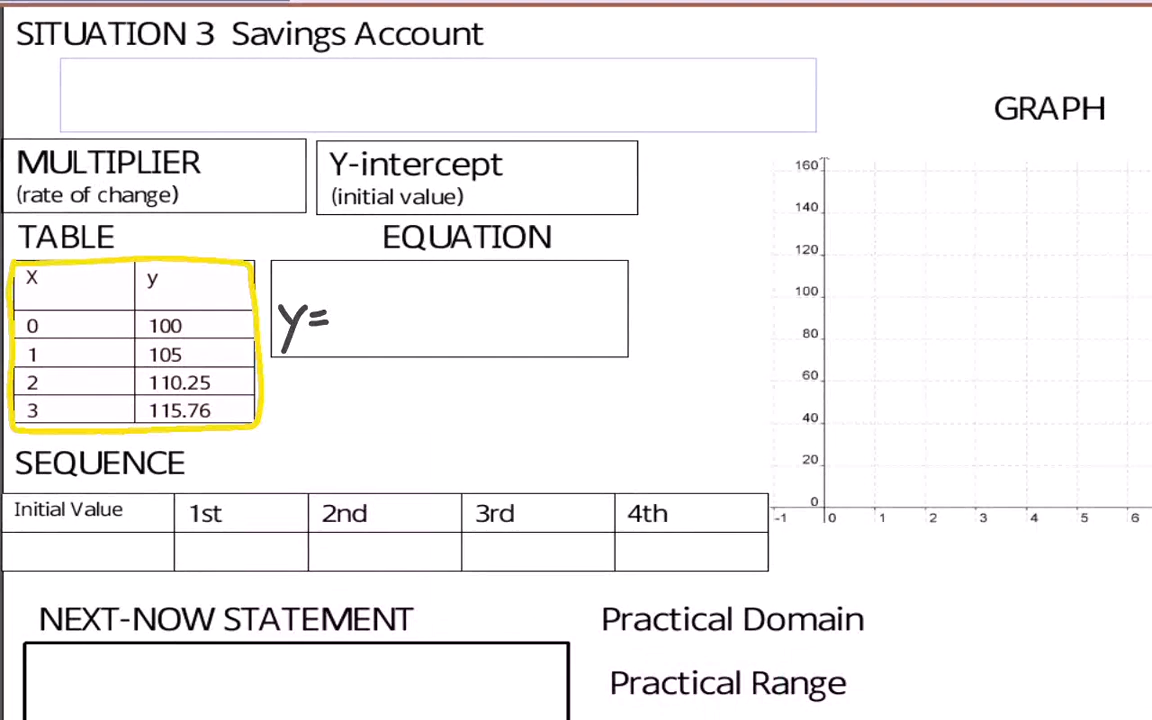 SITUATION 3 Savings Account
GRAPH
MULTIPLIER
(rate of change)
Y-intercept
(initial value)
TABLE
EQUATION
X y
0 100
1 105
2 110.25
3 115.76
y=
160
140
120
100
80
60
40
20
0
-1 0 1 2 3 4 5 6
SEQUENCE
Initial Value 1st 2nd 3rd 4th
NEXT-NOW STATEMENT
Practical Domain
Practical Range